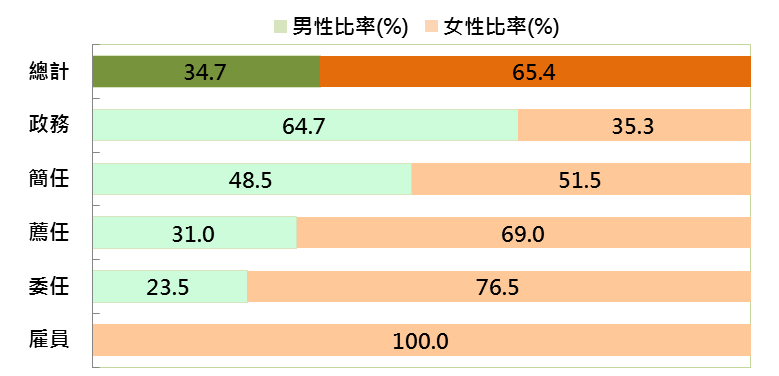 男性比率(%) 女性比率(%)
總計 34.7 65.4
政務 64.7 35.3
簡任 48.5 51.5
薦任 31.0 69.0
委任 23.5 76.5
雇員 100.0